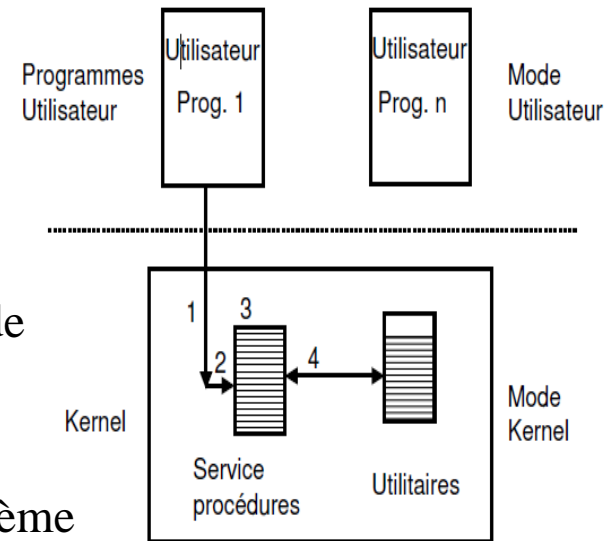 Programmes
Utilisateur
Utilisateur
Prog. 1
Utilisateur
Prog. n
Mode
Utilisateur
1
3
2
4
Kernel
Service
procédures
Utilitaires
Mode
Kernel